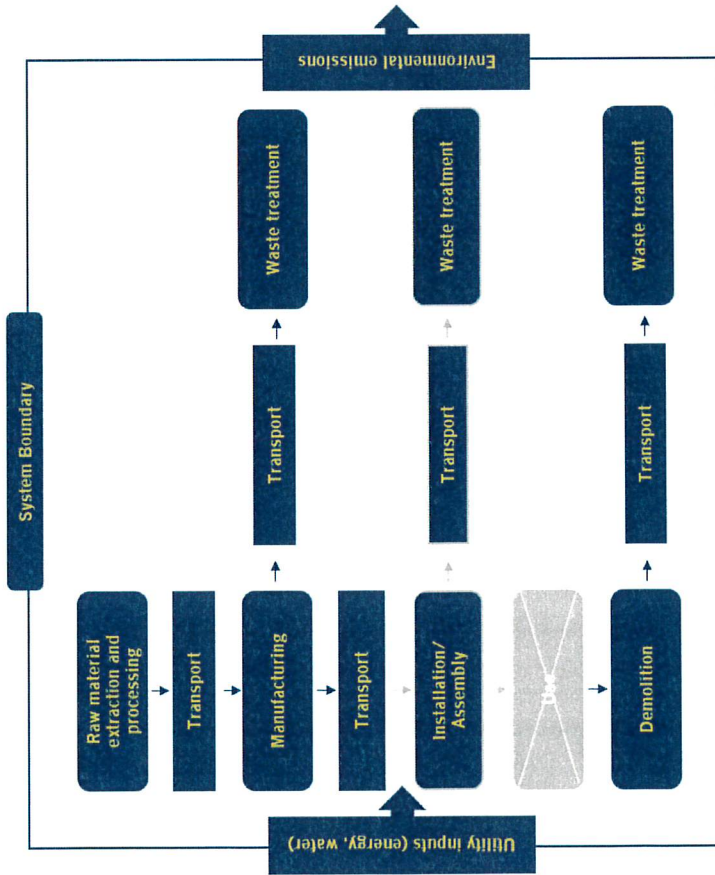 System Boundary
Utility inputs (energy, water)
Raw material
extraction and
processing
Transport
Manufacturing
Transport
Waste treatment
Transport
Installation/
Assembly
Transport
Waste treatment
Demolition
Transport
Waste treatment
Environmental emissions